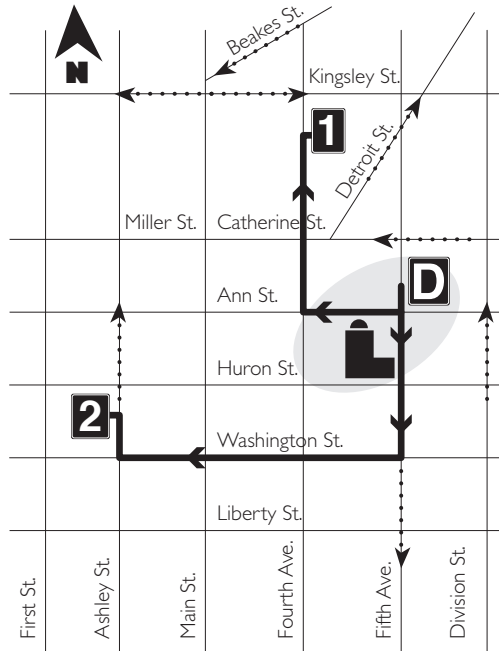 Beakes St.
N
Kingsley St.
1
Detroit St.
Miller St.
Catherine St.
D
Ann St.
Huron St.
2
Washington St.
Liberty St.
First St.
Ashley St.
Main St.
Fourth Ave.
Fifth Ave.
Division St.